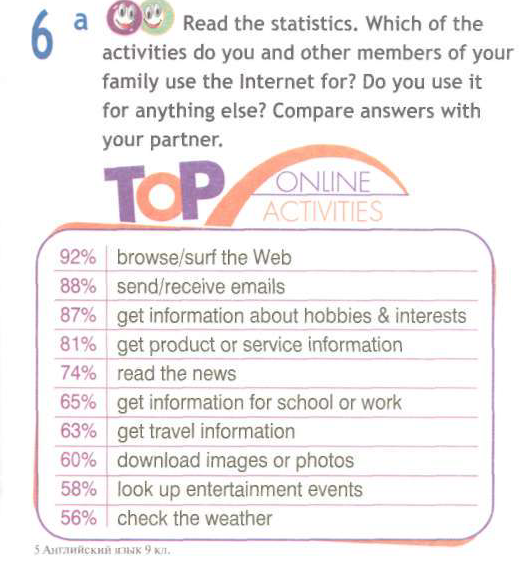 6 a Read the statistics. Which of the
activities do you and other members of your
family use the Internet for? Do you use it
for anything else? Compare answers with
your partner.
TOP ONLINE
ACTIVITIES
92% browse/surf the Web
88% send/receive emails
87% get information about hobbies & interests
81% get product or service information
74% read the news
65% get information for school or work
63% get travel information
60% download images or photos
58% look up entertainment events
56% check the weather
5 Английский язык 9 кл.